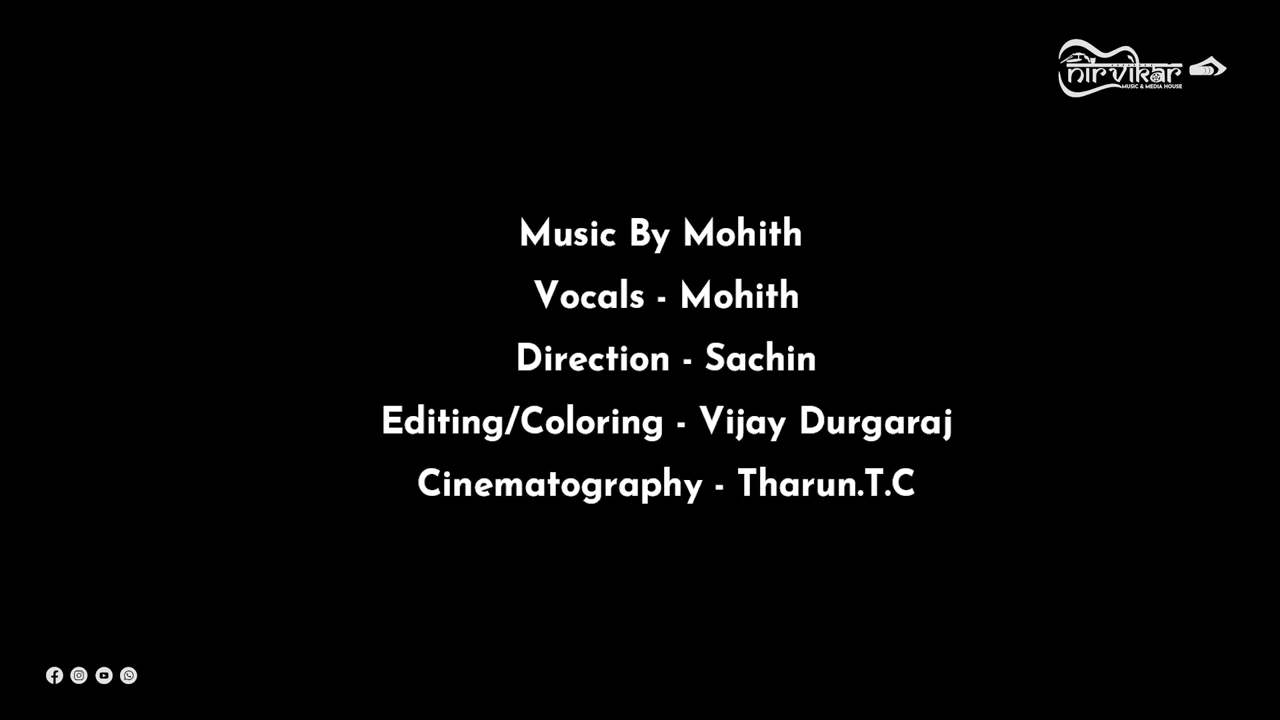 nirvikar
MUSIC & MEDIA HOUSE
Music By Mohith
Vocals - Mohith
Direction - Sachin
Editing/Coloring - Vijay Durgaraj
Cinematography - Tharun.T.C